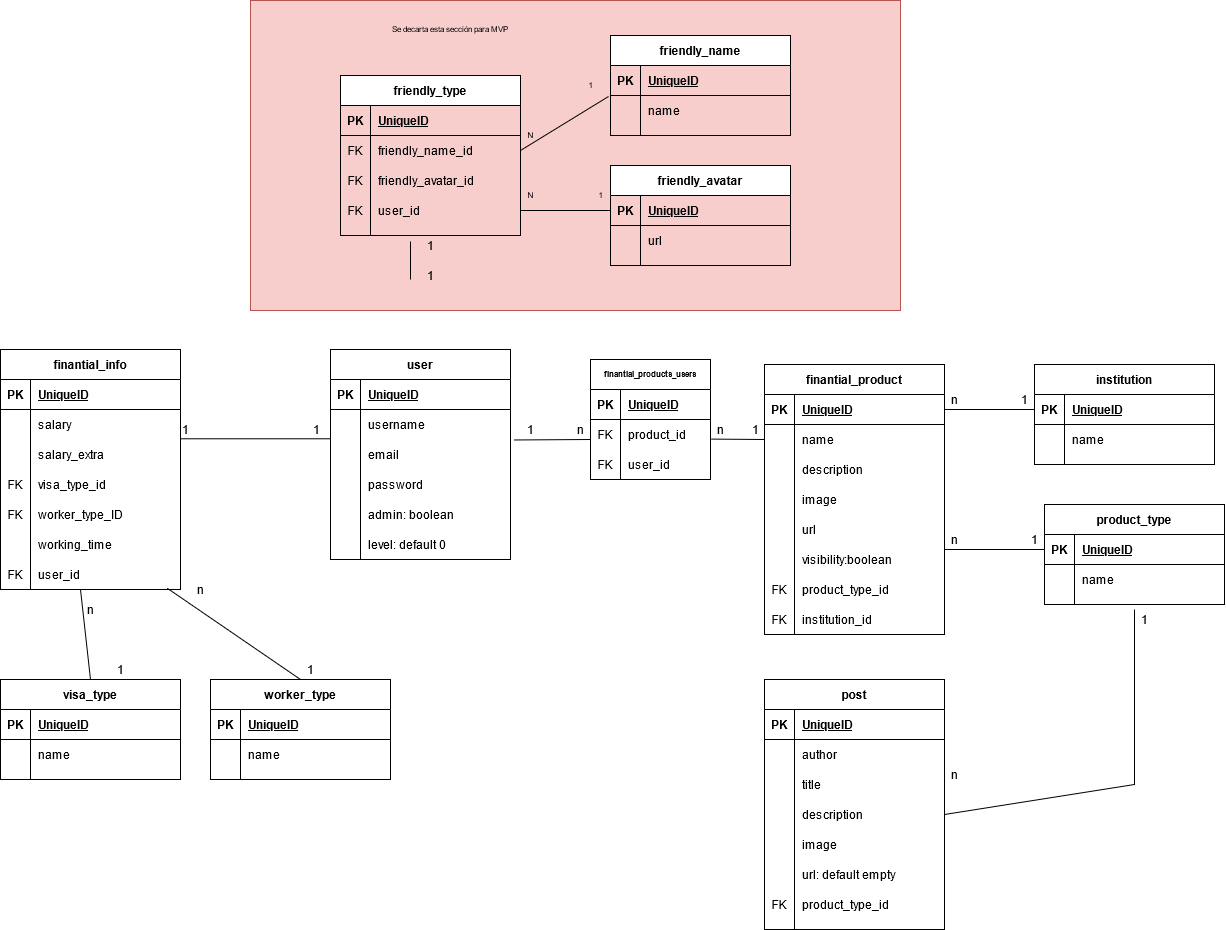 Se decarta esta sección para MVP
friendly_name
PK UniqueID
name
friendly_type
PK UniqueID
FK friendly_name_id
FK friendly_avatar_id
FK user_id
1
N
friendly_avatar
PK UniqueID
url
N 1
1
1
finantial_info
PK UniqueID
salary
salary_extra
FK visa_type_id
FK worker_type_ID
working_time
FK user_id
1 1
user
PK UniqueID
username
email
password
admin: boolean
level: default 0
1 n
finantial_products_users
PK UniqueID
FK product_id
FK user_id
n 1
finantial_product
PK UniqueID
name
description
image
url
visibility:boolean
FK product_type_id
FK institution_id
n 1
institution
PK UniqueID
name
n 1
product_type
PK UniqueID
name
n
n
1
1
1
visa_type
PK UniqueID
name
worker_type
PK UniqueID
name
post
PK UniqueID
author
title
description
image
url: default empty
FK product_type_id
n